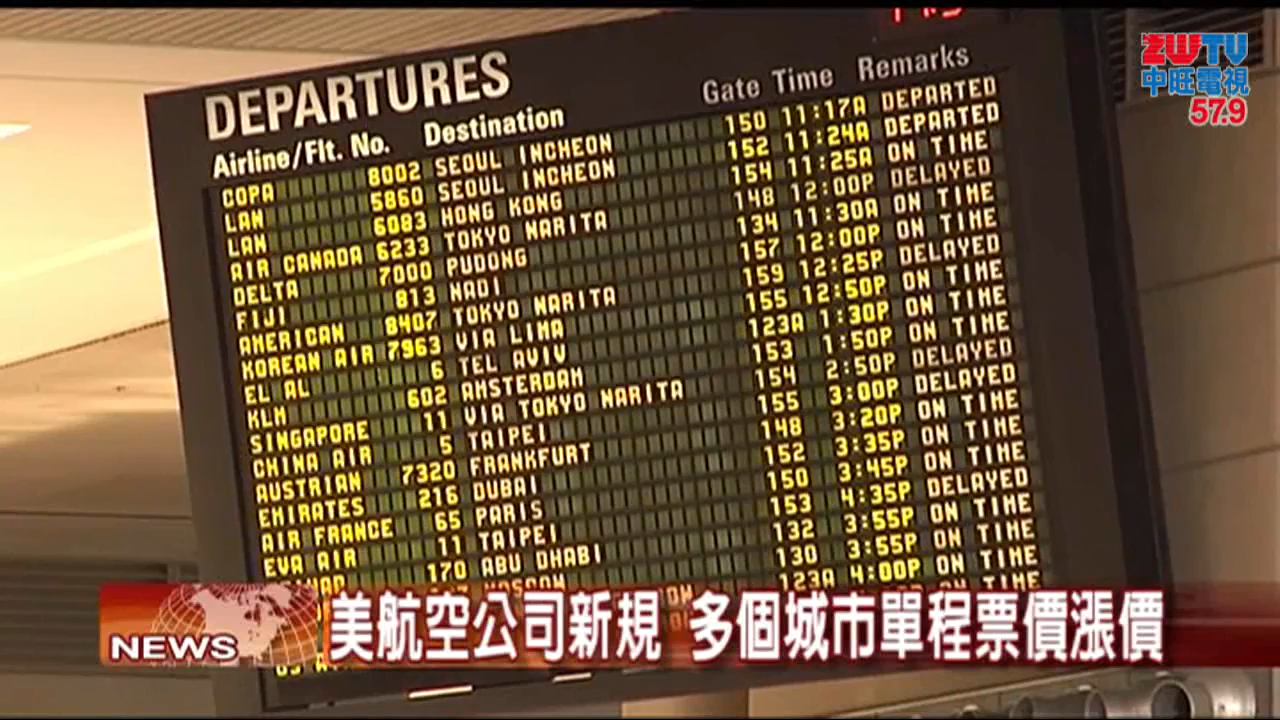 ZWTV
中旺電視
57.9
DEPARTURES
Airline/Flt. No. Destination Gate Time Remarks
COPA 8002 SEOUL INCHEON 150 11:17A DEPARTED
LAN 5860 SEOUL INCHEON 152 11:24A DEPARTED
LAN 6083 HONG KONG 154 11:25A ON TIME
AIR CANADA 6233 TOKYO NARITA 148 12:00P DELAYED
DELTA 7000 PUDONG 134 11:30A ON TIME
FIJI 813 NADI 157 12:00P ON TIME
AMERICAN 8407 TOKYO NARITA 159 12:25P DELAYED
KOREAN AIR 7963 VIA LIMA 155 12:50P ON TIME
EL AL 6 TEL AVIV 123A 1:30P ON TIME
KLM 602 AMSTERDAM 153 1:50P ON TIME
SINGAPORE 11 VIA TOKYO NARITA 154 2:50P DELAYED
CHINA AIR 5 TAIPEI 155 3:00P DELAYED
AUSTRIAN 7320 FRANKFURT 148 3:20P ON TIME
EMIRATES 216 DUBAI 152 3:35P ON TIME
AIR FRANCE 65 PARIS 150 3:45P ON TIME
EVA AIR 11 TAIPEI 153 4:35P DELAYED
170 ABU DHABI 132 3:55P ON TIME
130 3:55P ON TIME
123A 4:00P ON TIME
NEWS 美航空公司新規 多個城市單程票價漲價